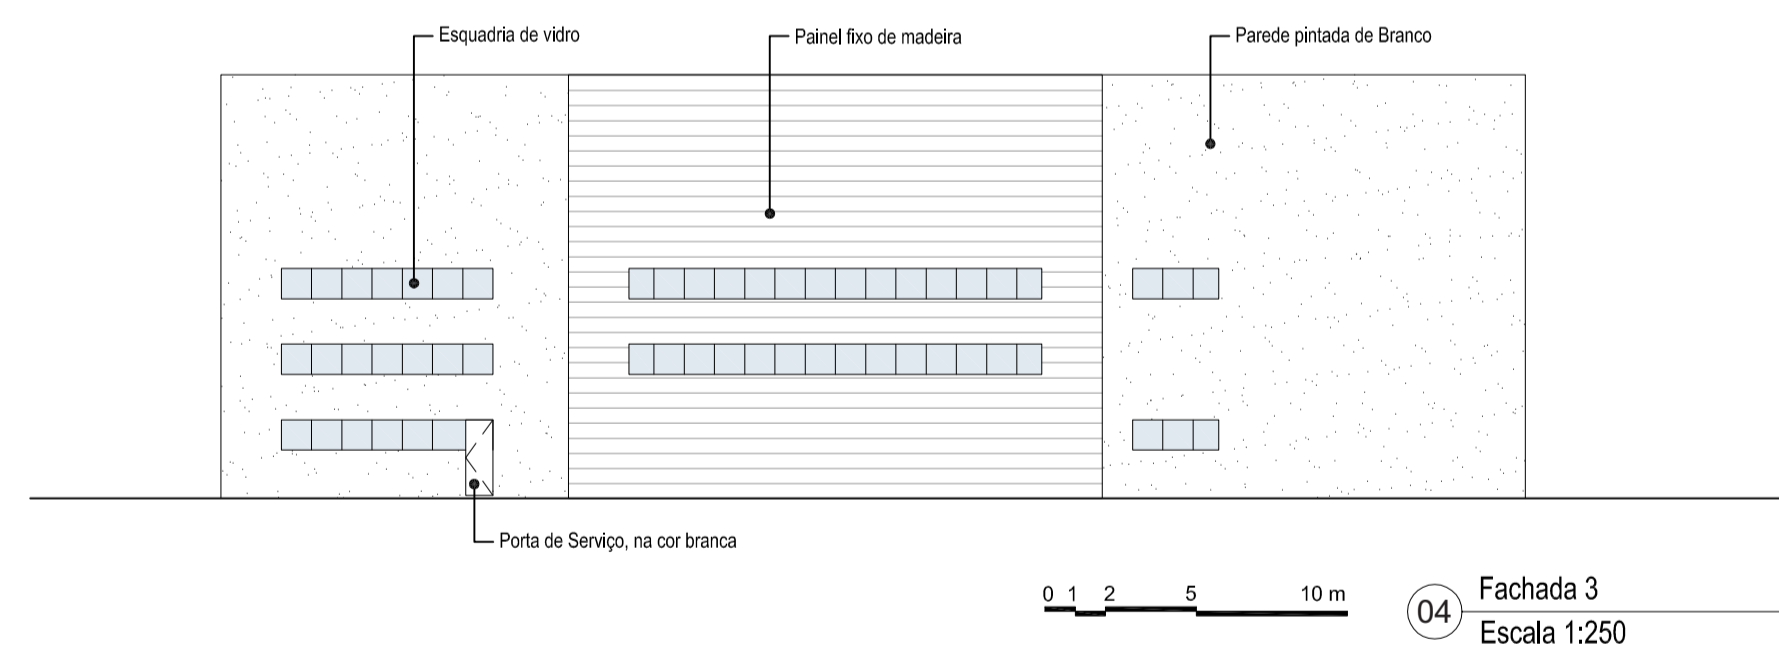 Esquadria de vidro
Painel fixo de madeira
Parede pintada de Branco
Porta de Serviço, na cor branca
0 1 2 5 10 m
04
Fachada 3
Escala 1:250